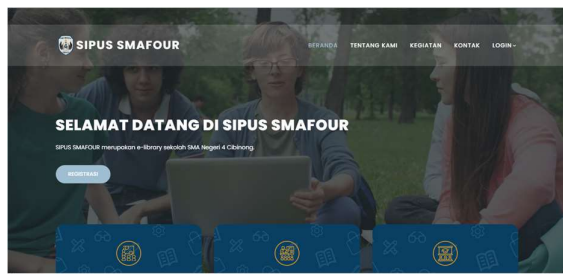 SIPUS SMAFOUR
BERANDA TENTANG KAMI KEGIATAN KONTAK LOGIN
SELAMAT DATANG DI SIPUS SMAFOUR
SIPUS SMAFOUR merupakan e-library sekolah SMA Negeri 4 Cibinong.
REGISTRASI